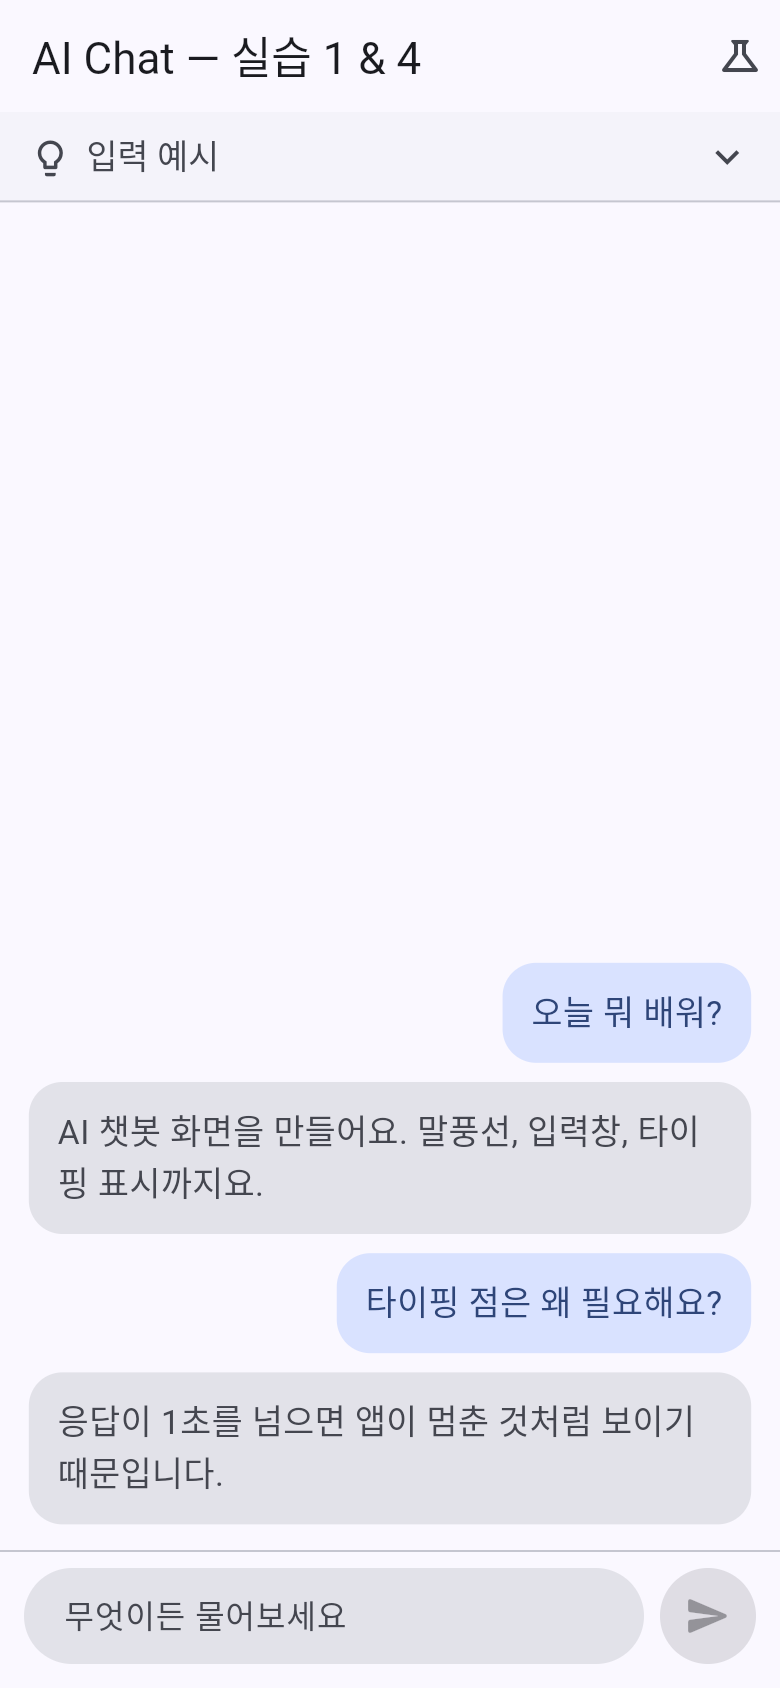 AI Chat — 실습 1 & 4
입력 예시
오늘 뭐 배워?
AI 챗봇 화면을 만들어요. 말풍선, 입력창, 타이
핑 표시까지요.
타이핑 점은 왜 필요해요?
응답이 1초를 넘으면 앱이 멈춘 것처럼 보이기
때문입니다.
무엇이든 물어보세요